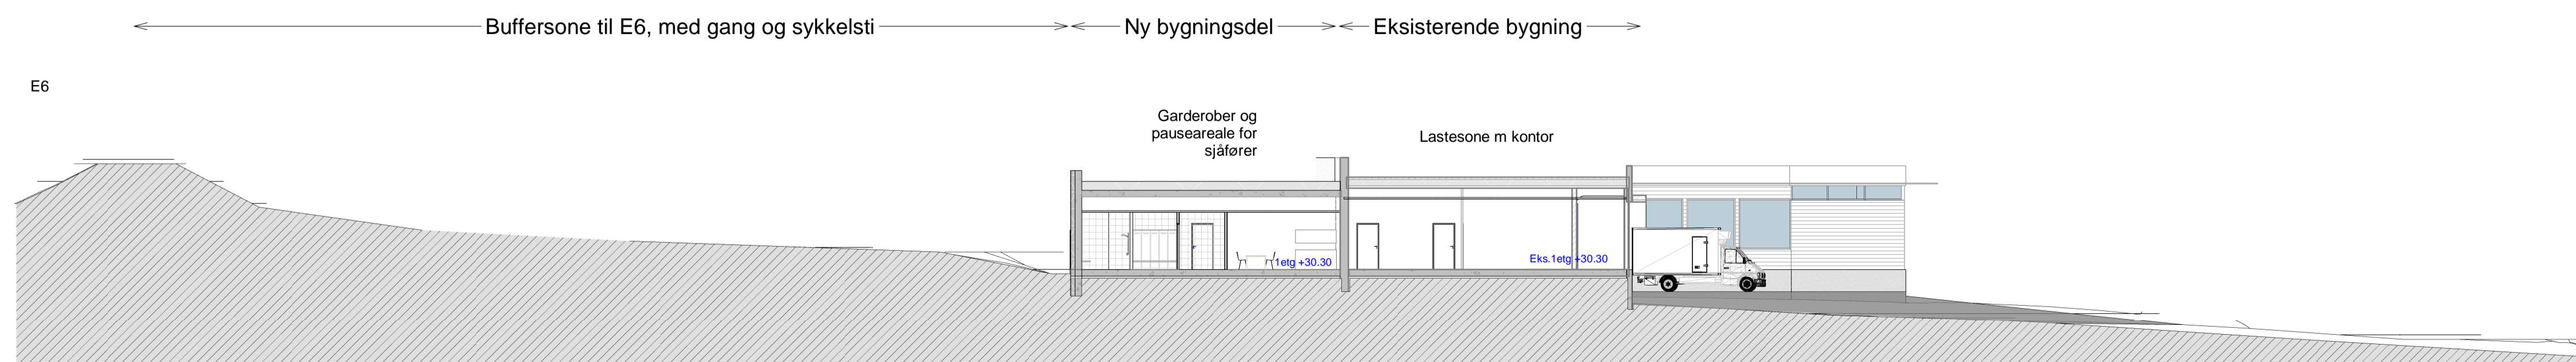 Buffersone til E6, med gang og sykkelsti
Ny bygningsdel
Eksisterende bygning
E6
Garderober og
pauseareale for
sjåfører
Lastesone m kontor
1etg +30.30
Eks.1etg +30.30